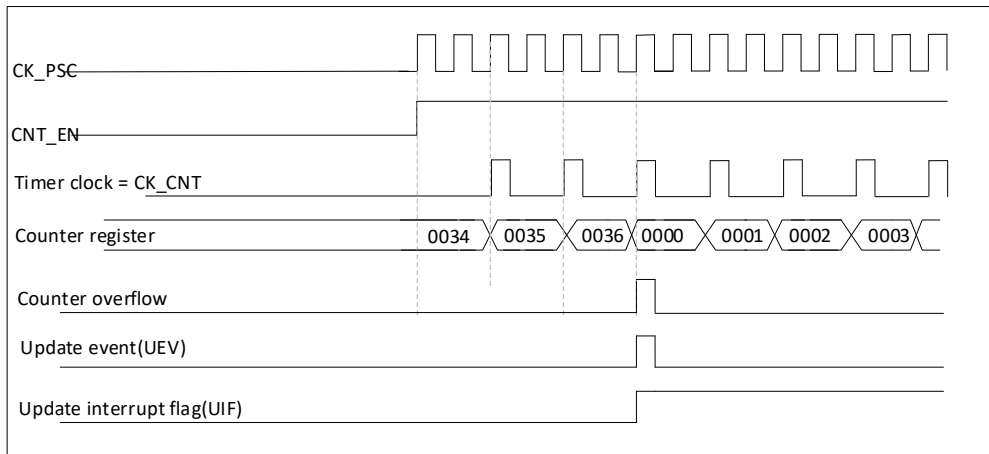 CK_PSC
CNT_EN
Timer clock = CK_CNT
Counter register
0034 0035 0036 0000 0001 0002 0003
Counter overflow
Update event(UEV)
Update interrupt flag(UIF)